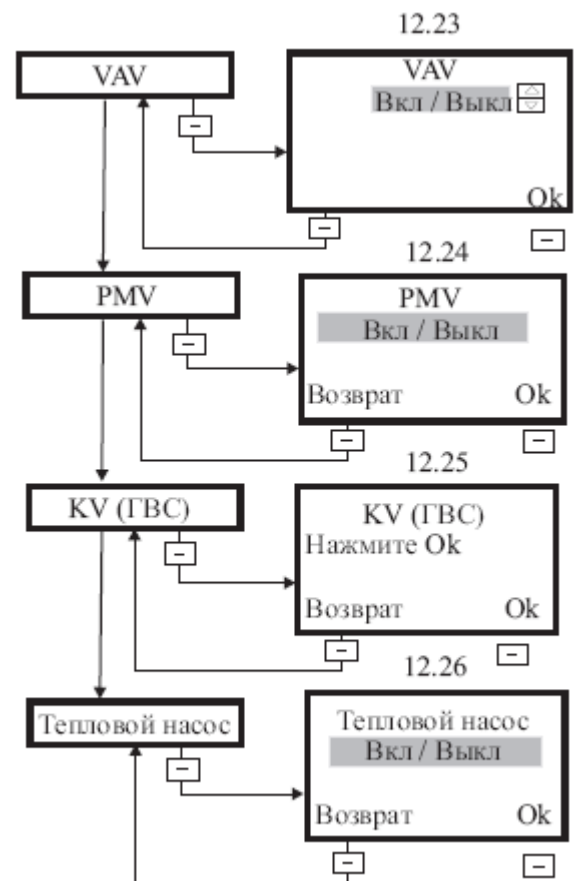 12.23
VAV
VAV
Вкл / Выкл
Ok
12.24
PMV
PMV
Вкл / Выкл
Возврат Ok
12.25
KV (ГВС)
KV (ГВС)
Нажмите Ok
Возврат Ok
12.26
Тепловой насос
Тепловой насос
Вкл / Выкл
Возврат Ok